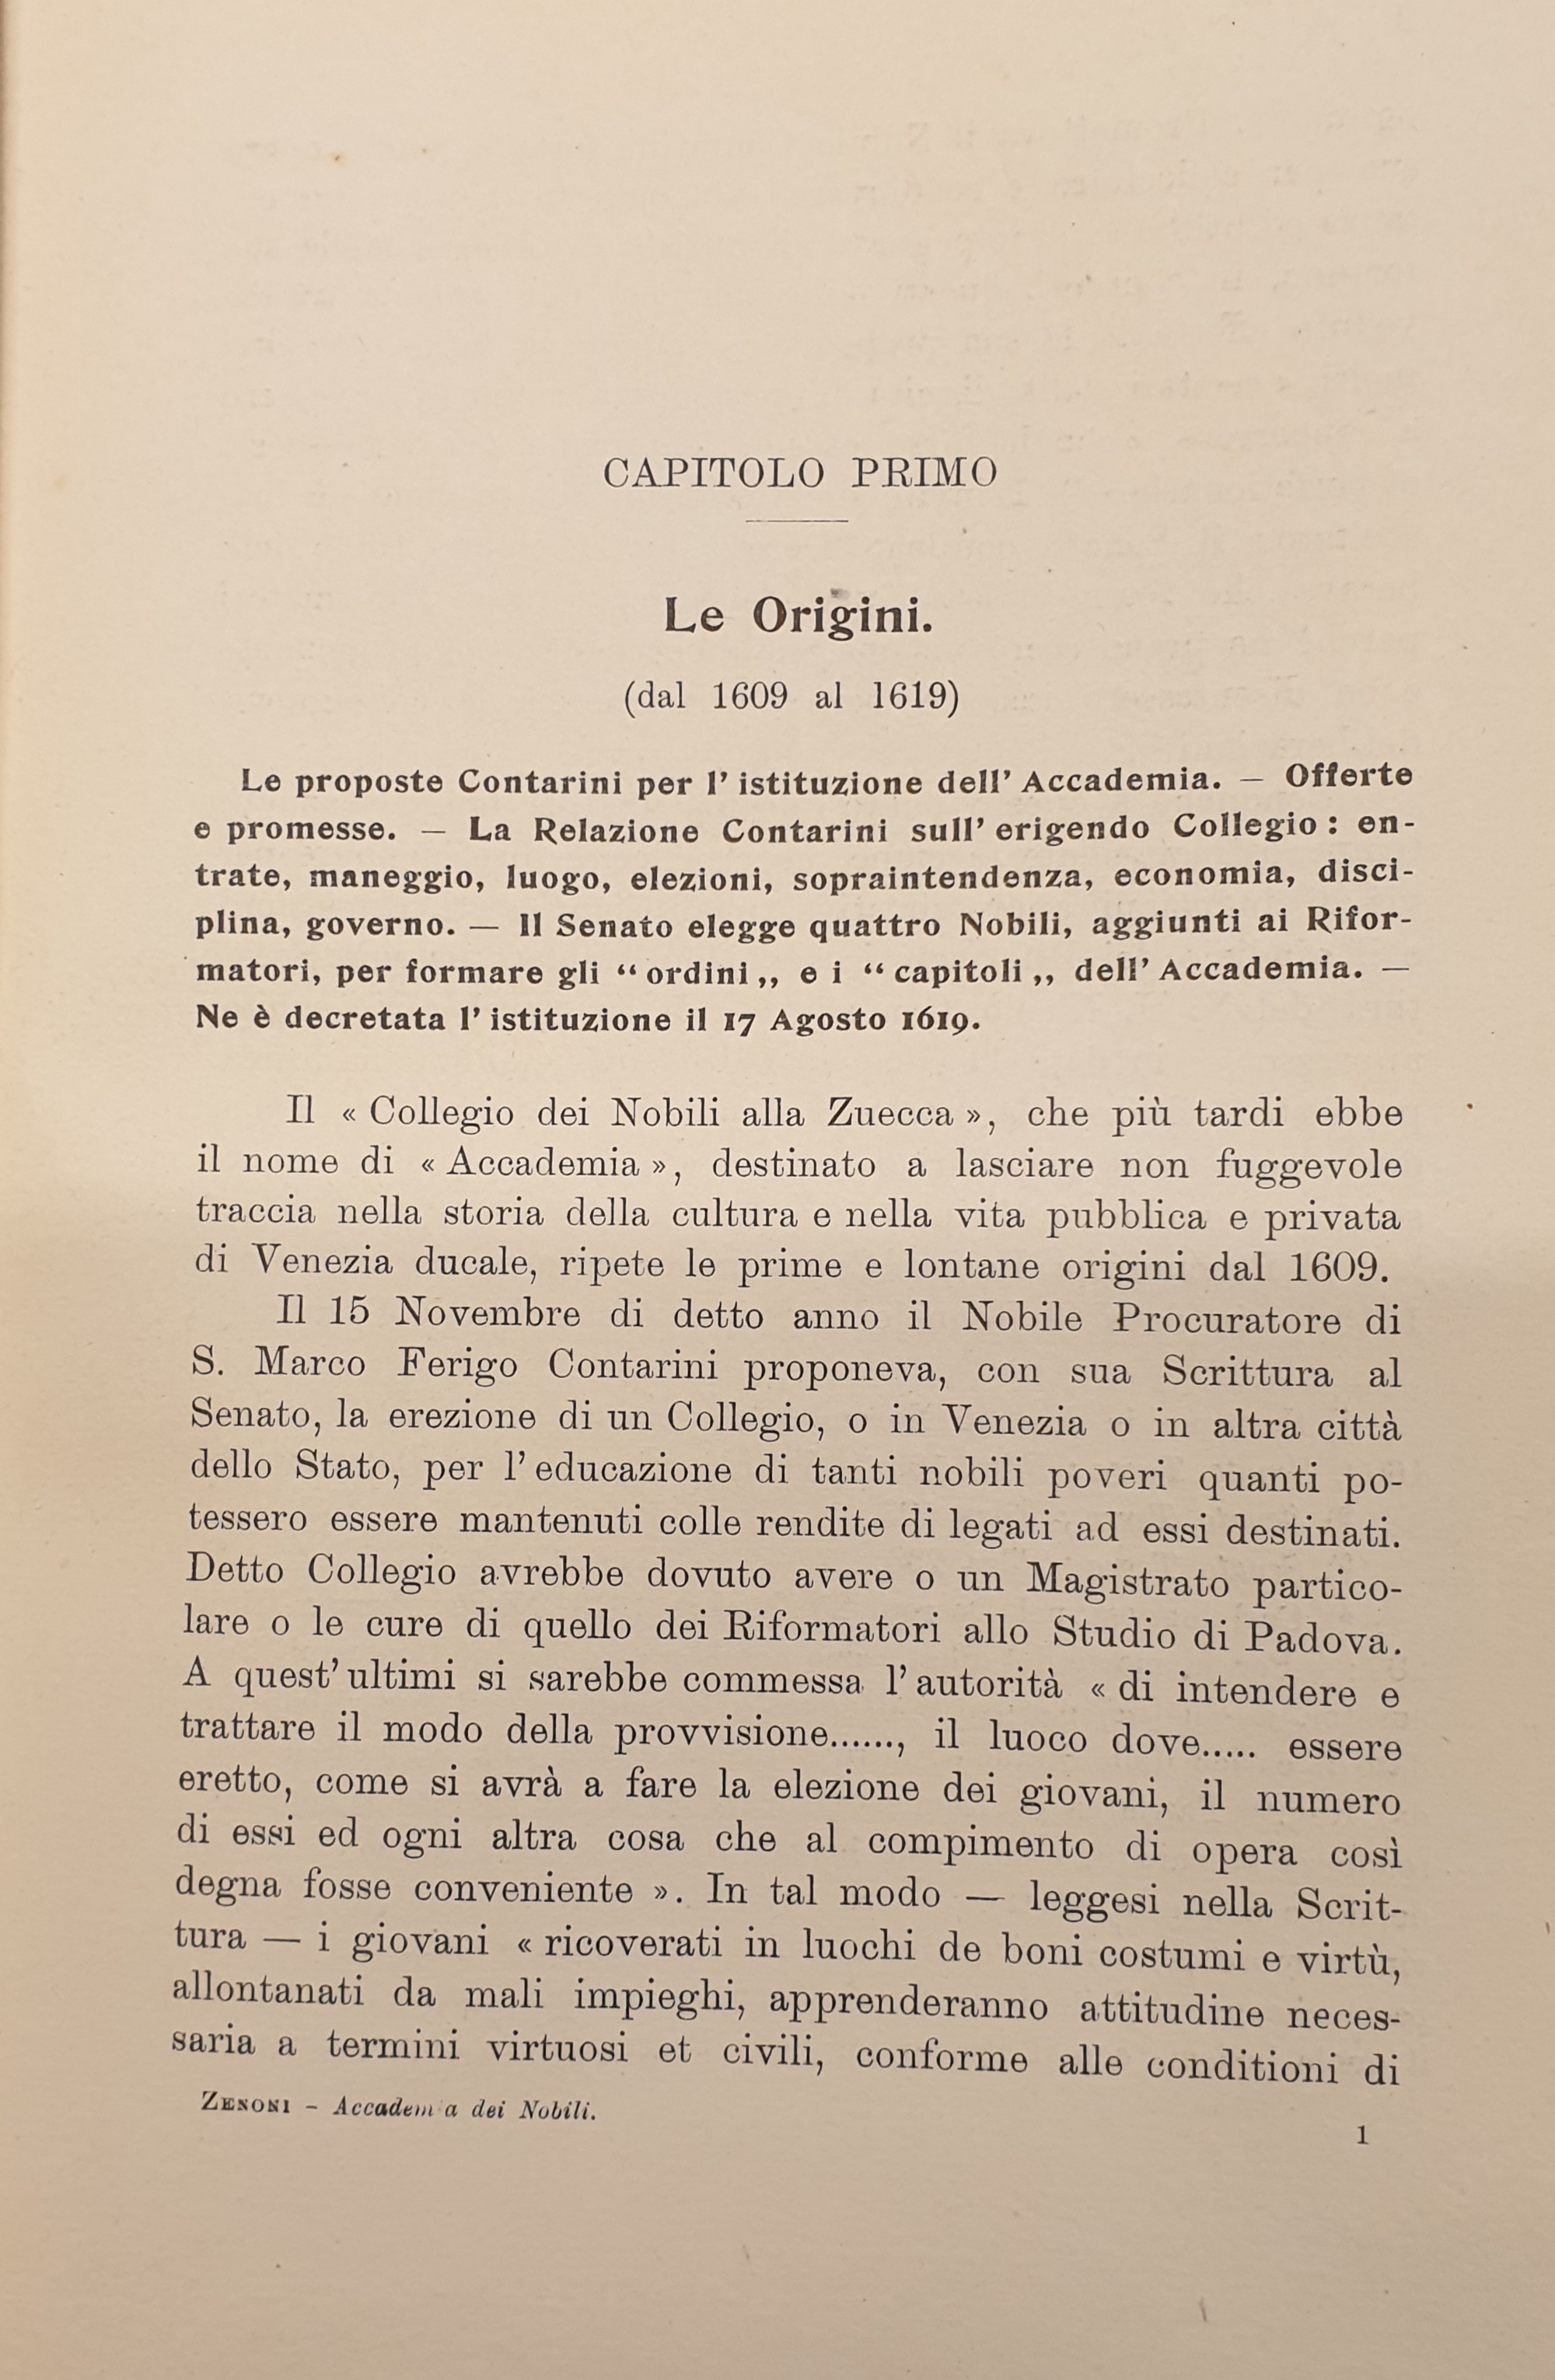 CAPITOLO PRIMO
Le Origini.
(dal 1609 al 1619)
Le proposte Contarini per l' istituzione dell' Accademia. — Offerte
e promesse. — La Relazione Contarini sull' erigendo Collegio : en-
trate, maneggio, luogo, elezioni, sopraintendenza, economia, disci-
plina, governo. — Il Senato elegge quattro Nobili, aggiunti ai Rifor-
matori, per formare gli “ ordini „ e i “ capitoli „ dell' Accademia. —
Ne è decretata l' istituzione il 17 Agosto 1619.
Il « Collegio dei Nobili alla Zuecca », che più tardi ebbe
il nome di « Accademia », destinato a lasciare non fuggevole
traccia nella storia della cultura e nella vita pubblica e privata
di Venezia ducale, ripete le prime e lontane origini dal 1609.
Il 15 Novembre di detto anno il Nobile Procuratore di
S. Marco Ferigo Contarini proponeva, con sua Scrittura al
Senato, la erezione di un Collegio, o in Venezia o in altra città
dello Stato, per l' educazione di tanti nobili poveri quanti po-
tessero essere mantenuti colle rendite di legati ad essi destinati.
Detto Collegio avrebbe dovuto avere o un Magistrato partico-
lare o le cure di quello dei Riformatori allo Studio di Padova.
A quest' ultimi si sarebbe commessa l' autorità « di intendere e
trattare il modo della provvisione......, il luoco dove..... essere
eretto, come si avrà a fare la elezione dei giovani, il numero
di essi ed ogni altra cosa che al compimento di opera così
degna fosse conveniente ». In tal modo — leggesi nella Scrit-
tura — i giovani « ricoverati in luochi de boni costumi e virtù,
allontanati da mali impieghi, apprenderanno attitudine neces-
saria a termini virtuosi et civili, conforme alle conditioni di
ZENONI - Accadem a dei Nobili.
1